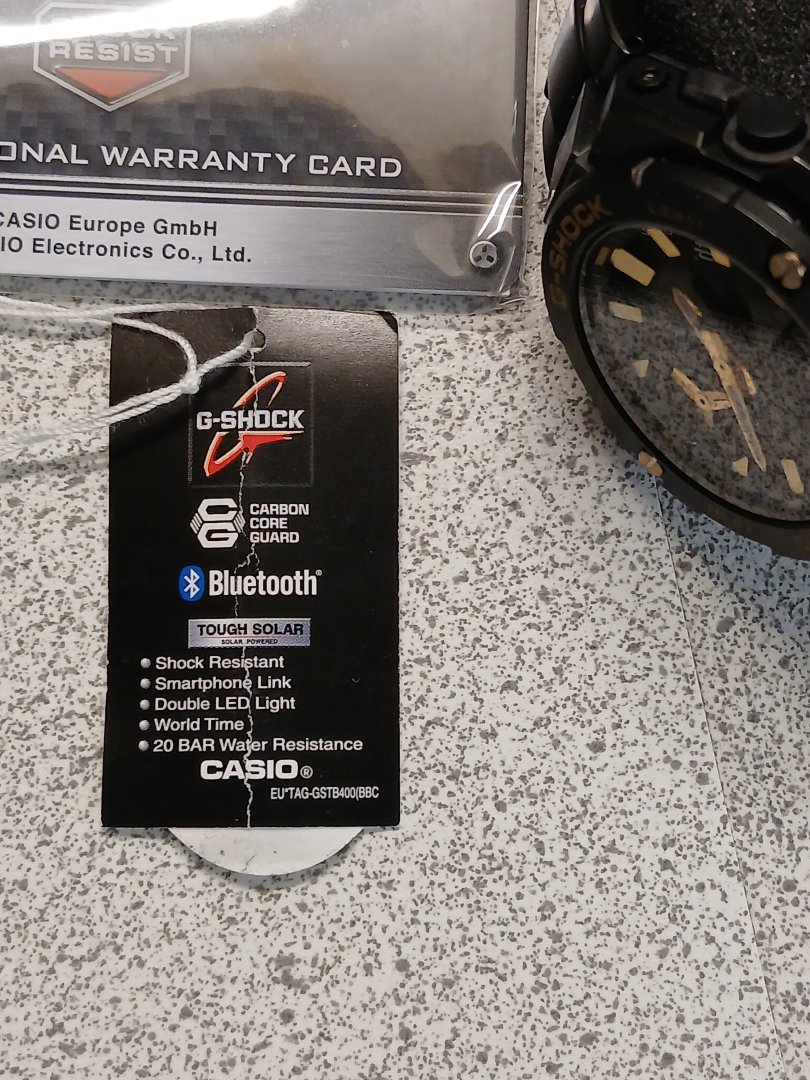 RESIST
ONAL WARRANTY CARD
CASIO Europe GmbH
IO Electronics Co., Ltd.
G-SHOCK
G-SHOCK
CG
CARBON
CORE
GUARD
Bluetooth®
TOUGH SOLAR
SOLAR POWERED
Shock Resistant
Smartphone Link
Double LED Light
World Time
20 BAR Water Resistance
CASIO®
EU*TAG-GSTB400(BBC